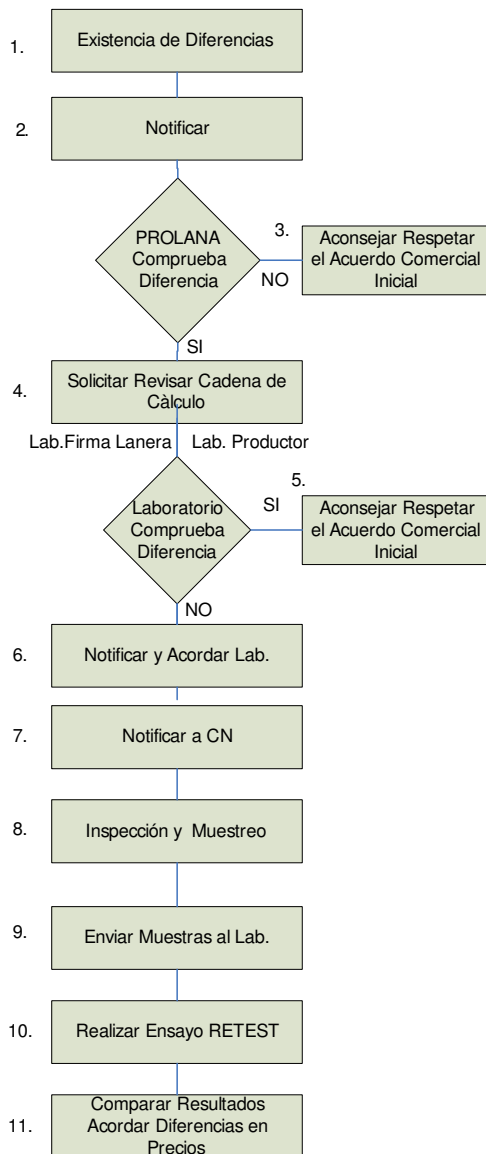 1.
Existencia de Diferencias
2.
Notificar
PROLANA
Comprueba
Diferencia
3.
NO
Aconsejar Respetar
el Acuerdo Comercial
Inicial
SI
4.
Solicitar Revisar Cadena de
Càlculo
Lab.Firma Lanera
Lab. Productor
Laboratorio
Comprueba
Diferencia
5.
SI
Aconsejar Respetar
el Acuerdo Comercial
Inicial
NO
6.
Notificar y Acordar Lab.
7.
Notificar a CN
8.
Inspección y Muestreo
9.
Enviar Muestras al Lab.
10.
Realizar Ensayo RETEST
11.
Comparar Resultados
Acordar Diferencias en
Precios